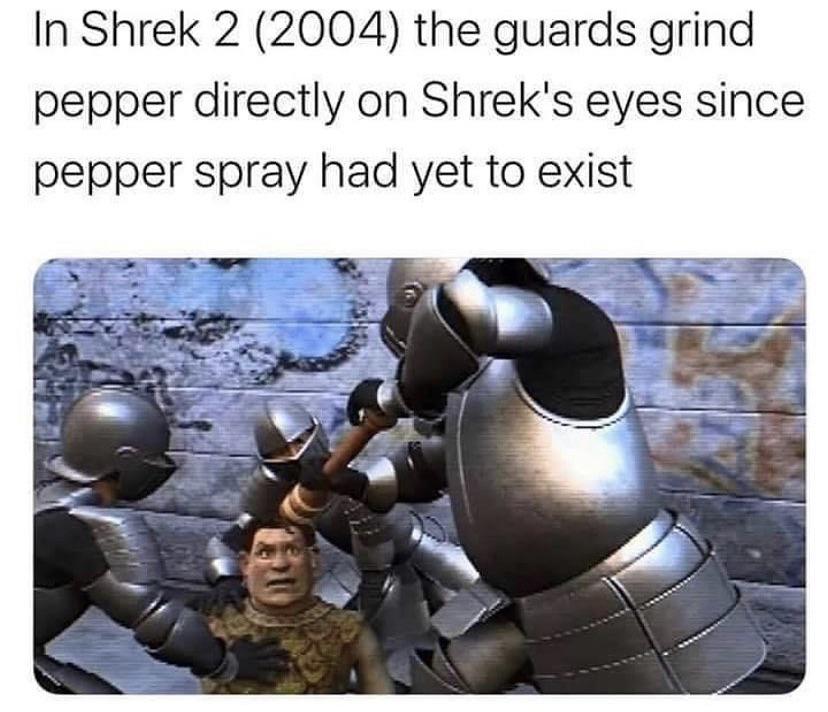 In Shrek 2 (2004) the guards grind
pepper directly on Shrek's eyes since
pepper spray had yet to exist